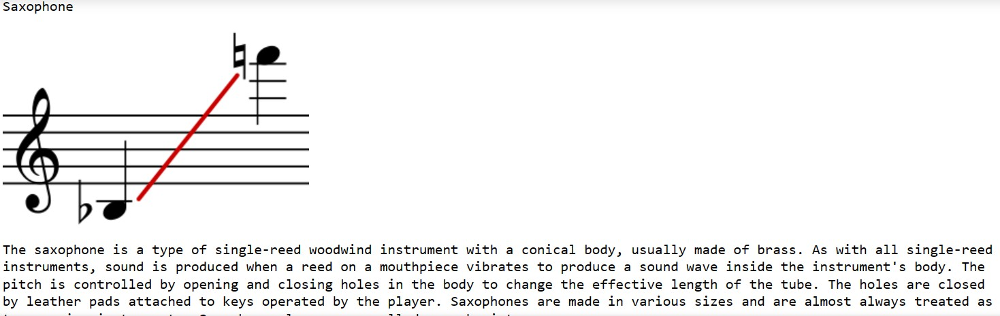 Saxophone
The saxophone is a type of single-reed woodwind instrument with a conical body, usually made of brass. As with all single-reed
instruments, sound is produced when a reed on a mouthpiece vibrates to produce a sound wave inside the instrument's body. The
pitch is controlled by opening and closing holes in the body to change the effective length of the tube. The holes are closed
by leather pads attached to keys operated by the player. Saxophones are made in various sizes and are almost always treated as